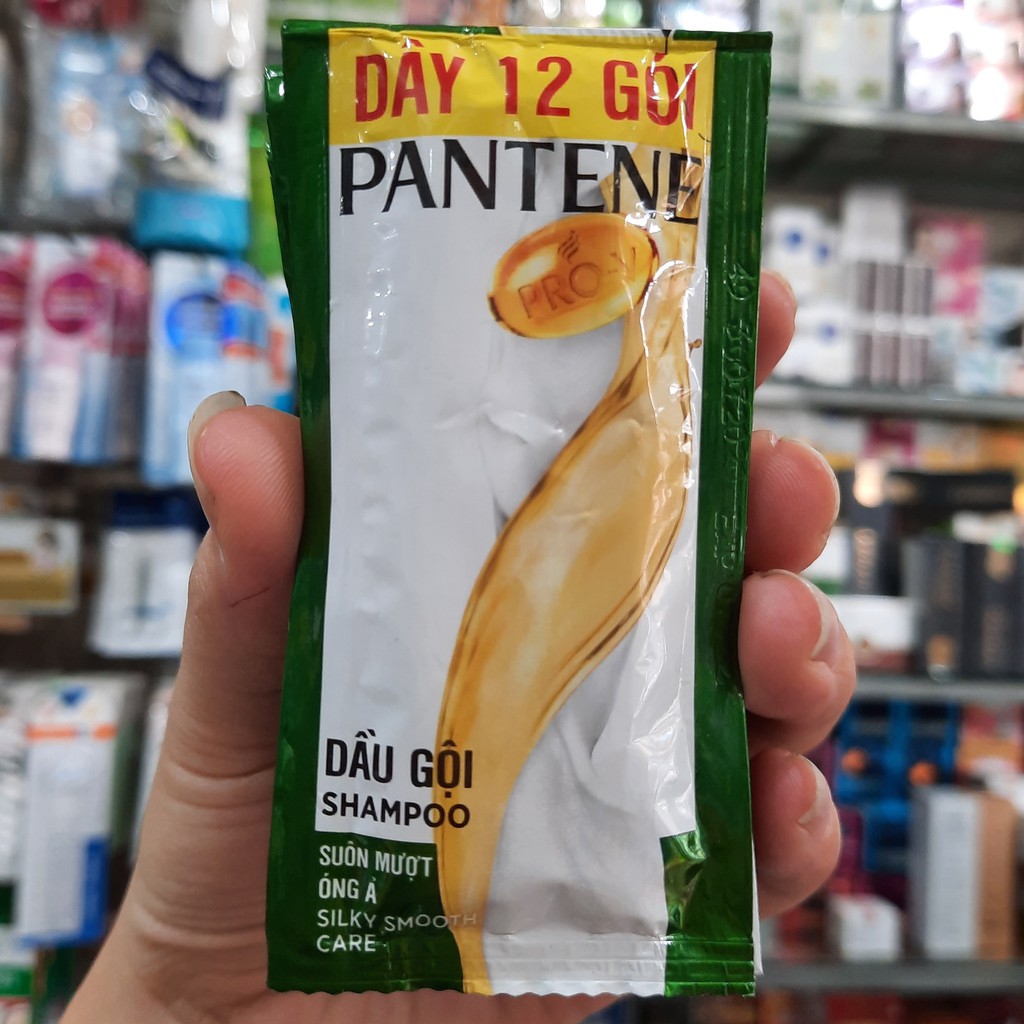 DÂY 12 GÓI
PANTENE
PRO-V
DẦU GỘI
SHAMPOO
SUÔN MƯỢT
ÓNG Ả
SILKY SMOOTH
CARE